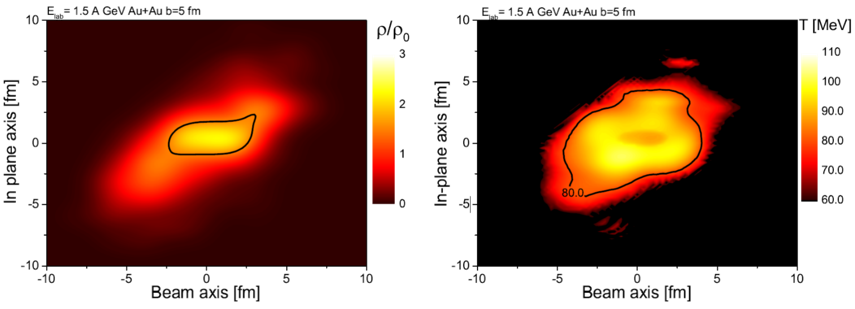 E_lab = 1.5 A GeV Au+Au b=5 fm
ρ/ρ₀
10
5
0
-5
-10
In plane axis [fm]
-10 -5 0 5 10
Beam axis [fm]
3
2
1
0
E_lab = 1.5 A GeV Au+Au b=5 fm
T [MeV]
10
5
0
-5
-10
In-plane axis [fm]
80.0
-10 -5 0 5 10
Beam axis [fm]
110
100
90.0
80.0
70.0
60.0